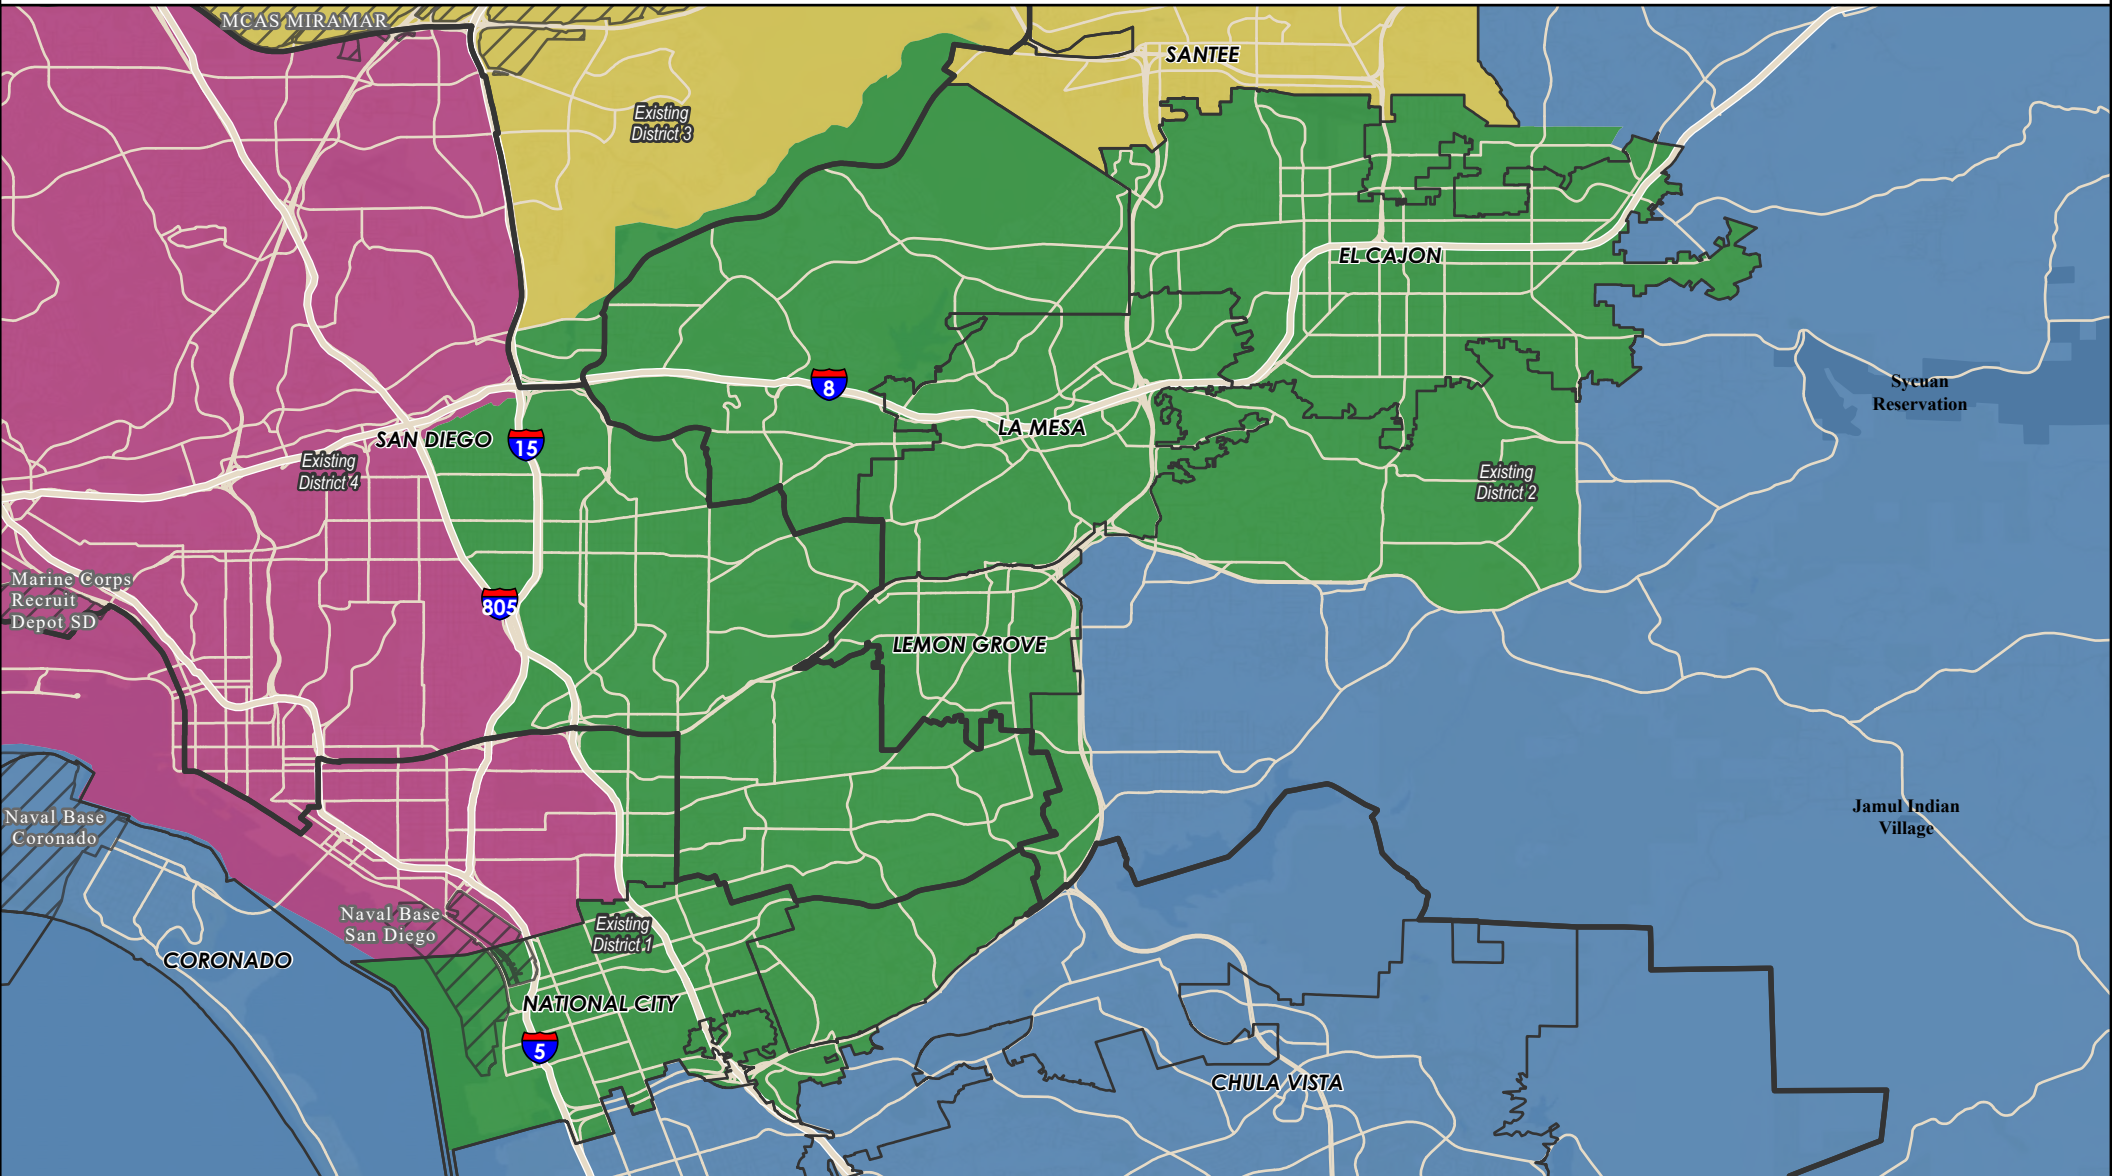 MCAS MIRAMAR
SANTEE
Existing
District 3
EL CAJON
8
Sycuan
Reservation
LA MESA
SAN DIEGO
15
Existing
District 4
Existing
District 2
Marine Corps
Recruit
Depot SD
805
LEMON GROVE
Jamul Indian
Village
Naval Base
Coronado
Naval Base
San Diego
Existing
District 1
CORONADO
NATIONAL CITY
5
CHULA VISTA